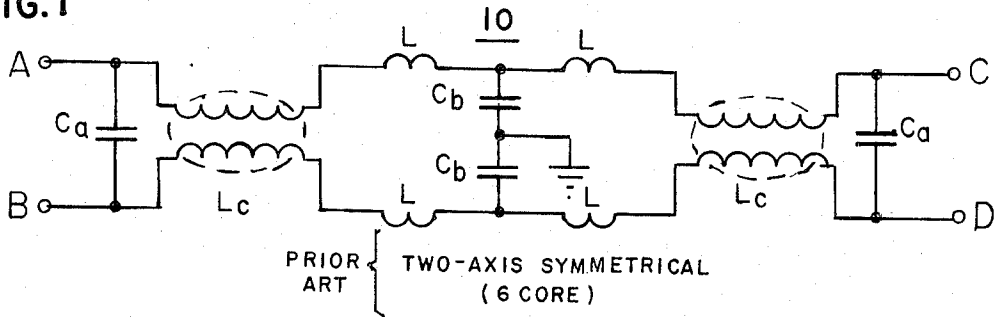 FIG. 1
10
A
L
L
C
Ca
Cb
Ca
Cb
B
Lc
L
L
Lc
D
PRIOR ART { TWO-AXIS SYMMETRICAL
(6 CORE)